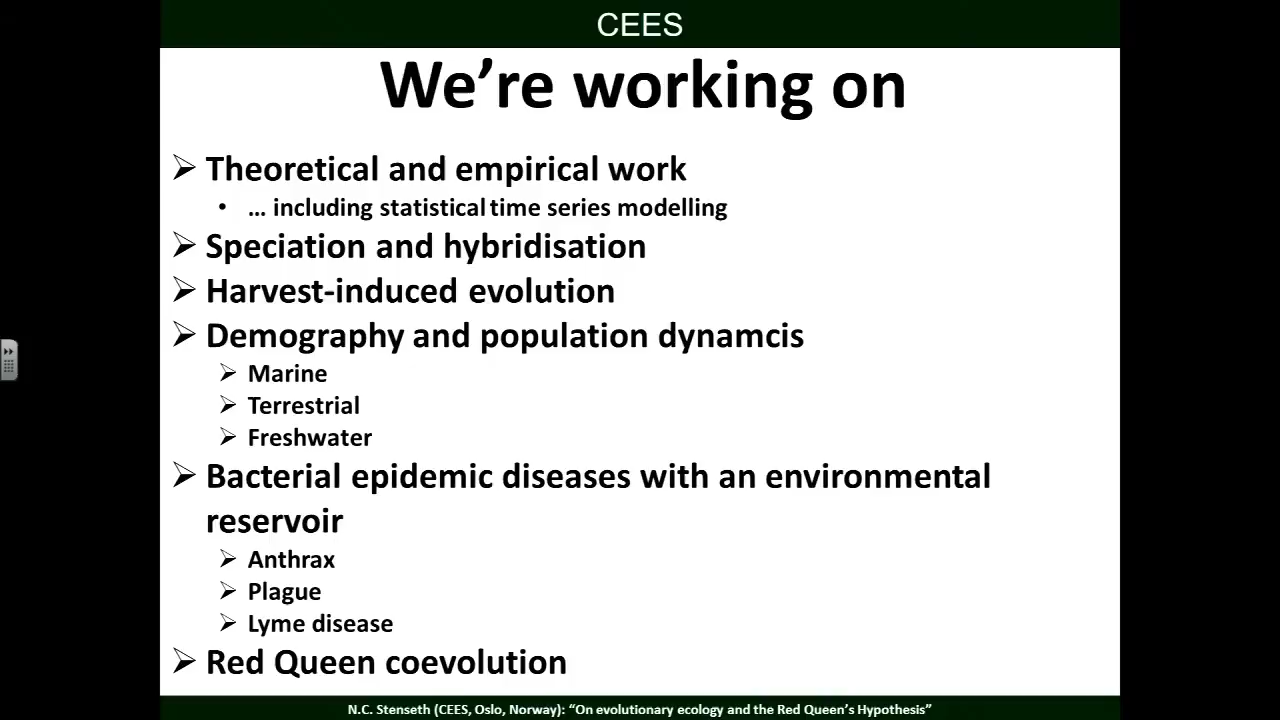 CEES
We’re working on
Theoretical and empirical work
… including statistical time series modelling
Speciation and hybridisation
Harvest-induced evolution
Demography and population dynamcis
Marine
Terrestrial
Freshwater
Bacterial epidemic diseases with an environmental
reservoir
Anthrax
Plague
Lyme disease
Red Queen coevolution
N.C. Stenseth (CEES, Oslo, Norway): “On evolutionary ecology and the Red Queen’s Hypothesis”